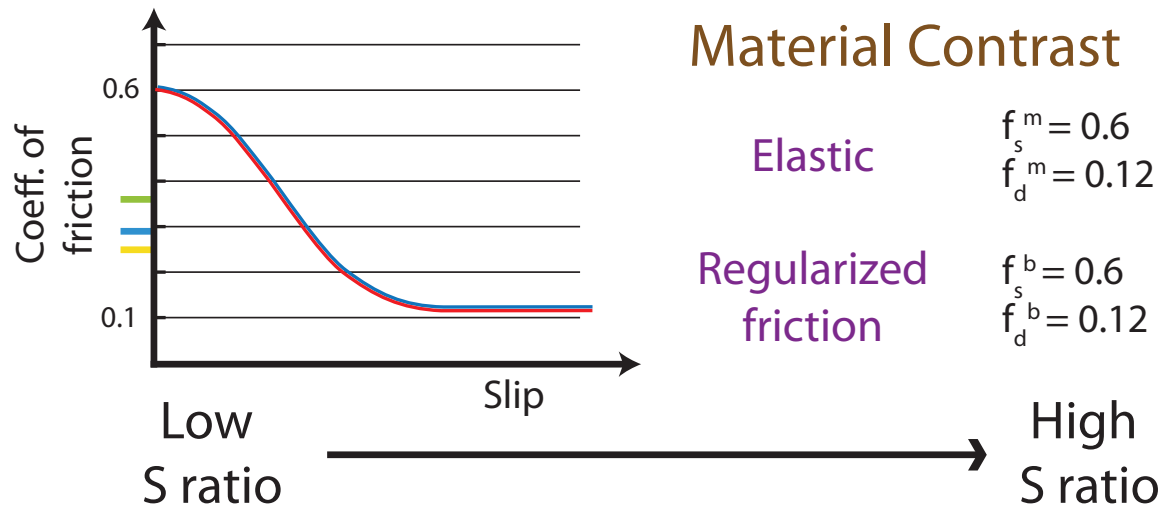 Material Contrast
0.6
Coeff. of
friction
0.1
Slip
Elastic
f_s^m = 0.6
f_d^m = 0.12
Regularized
friction
f_s^b = 0.6
f_d^b = 0.12
Low
S ratio
High
S ratio